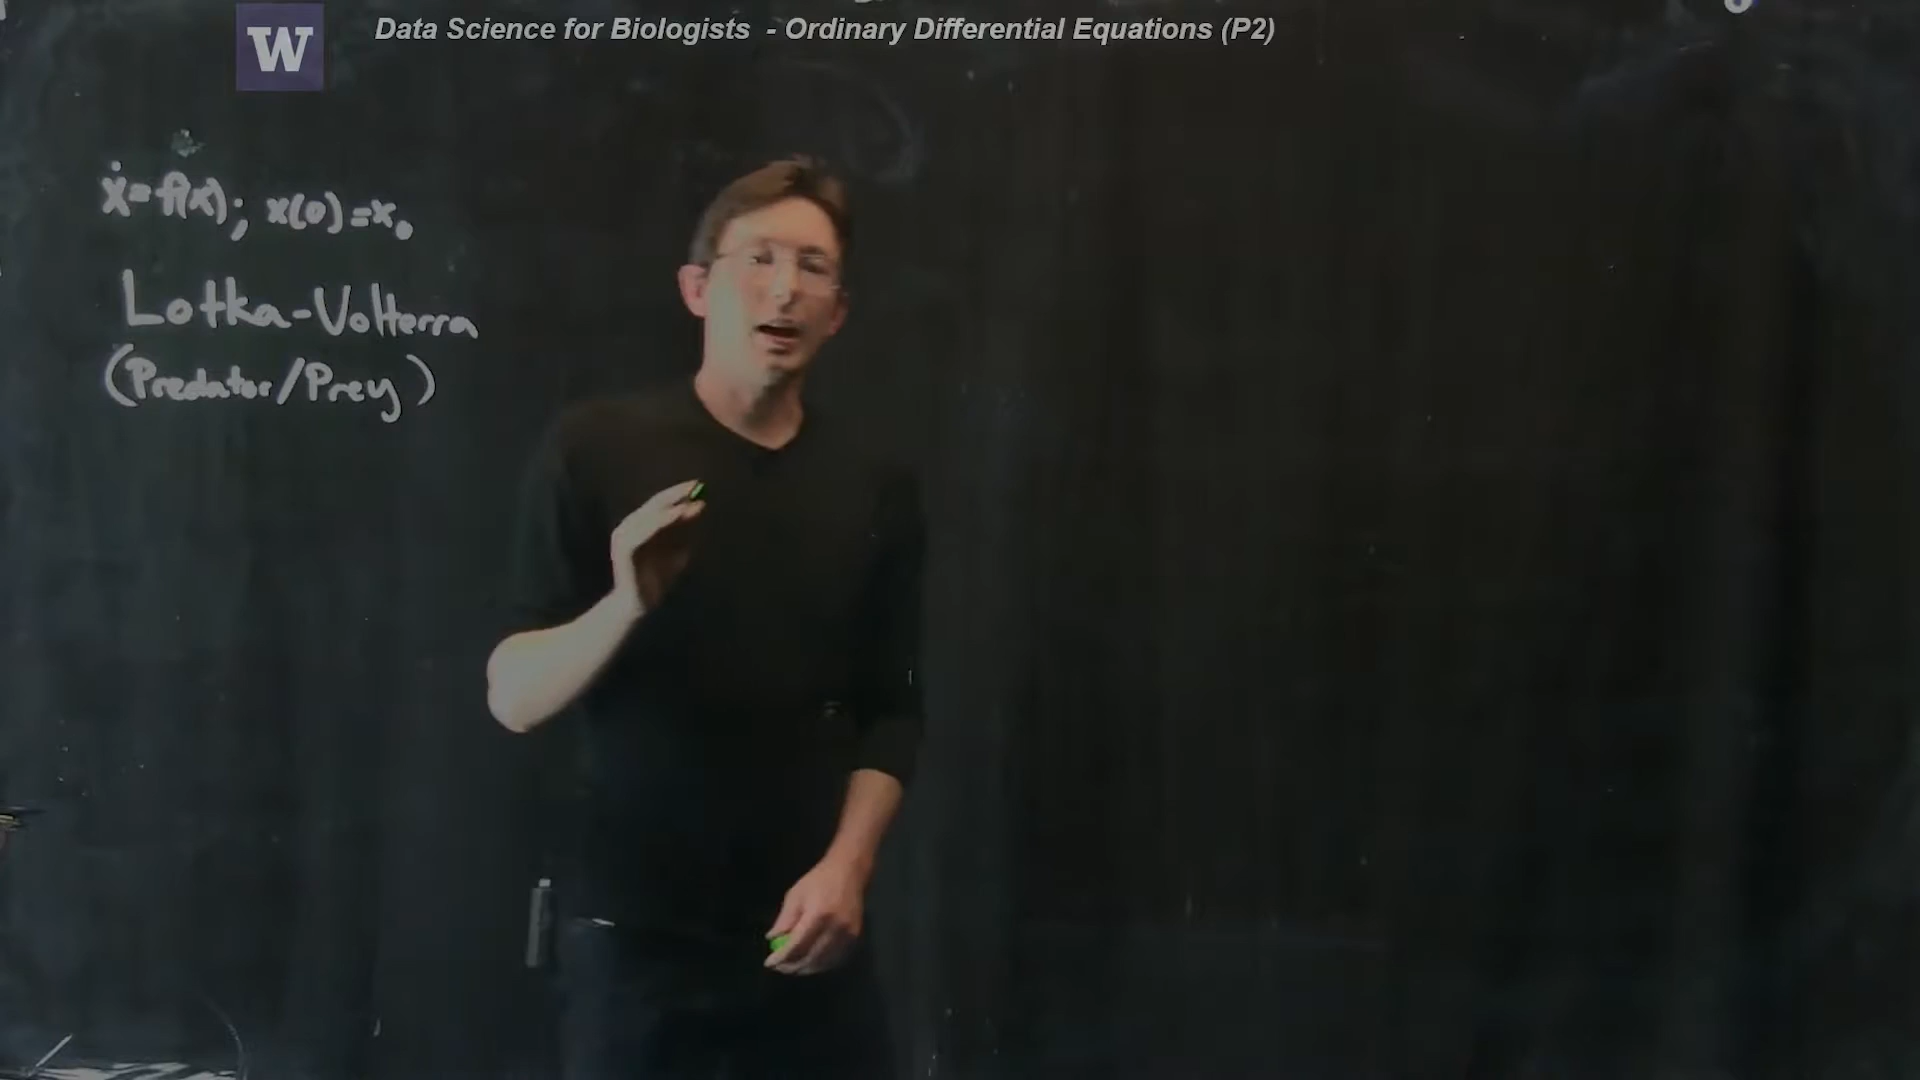 W
Data Science for Biologists - Ordinary Differential Equations (P2)
ẋ=f(x); x(0)=x₀
Lotka-Volterra
(Predator/Prey)